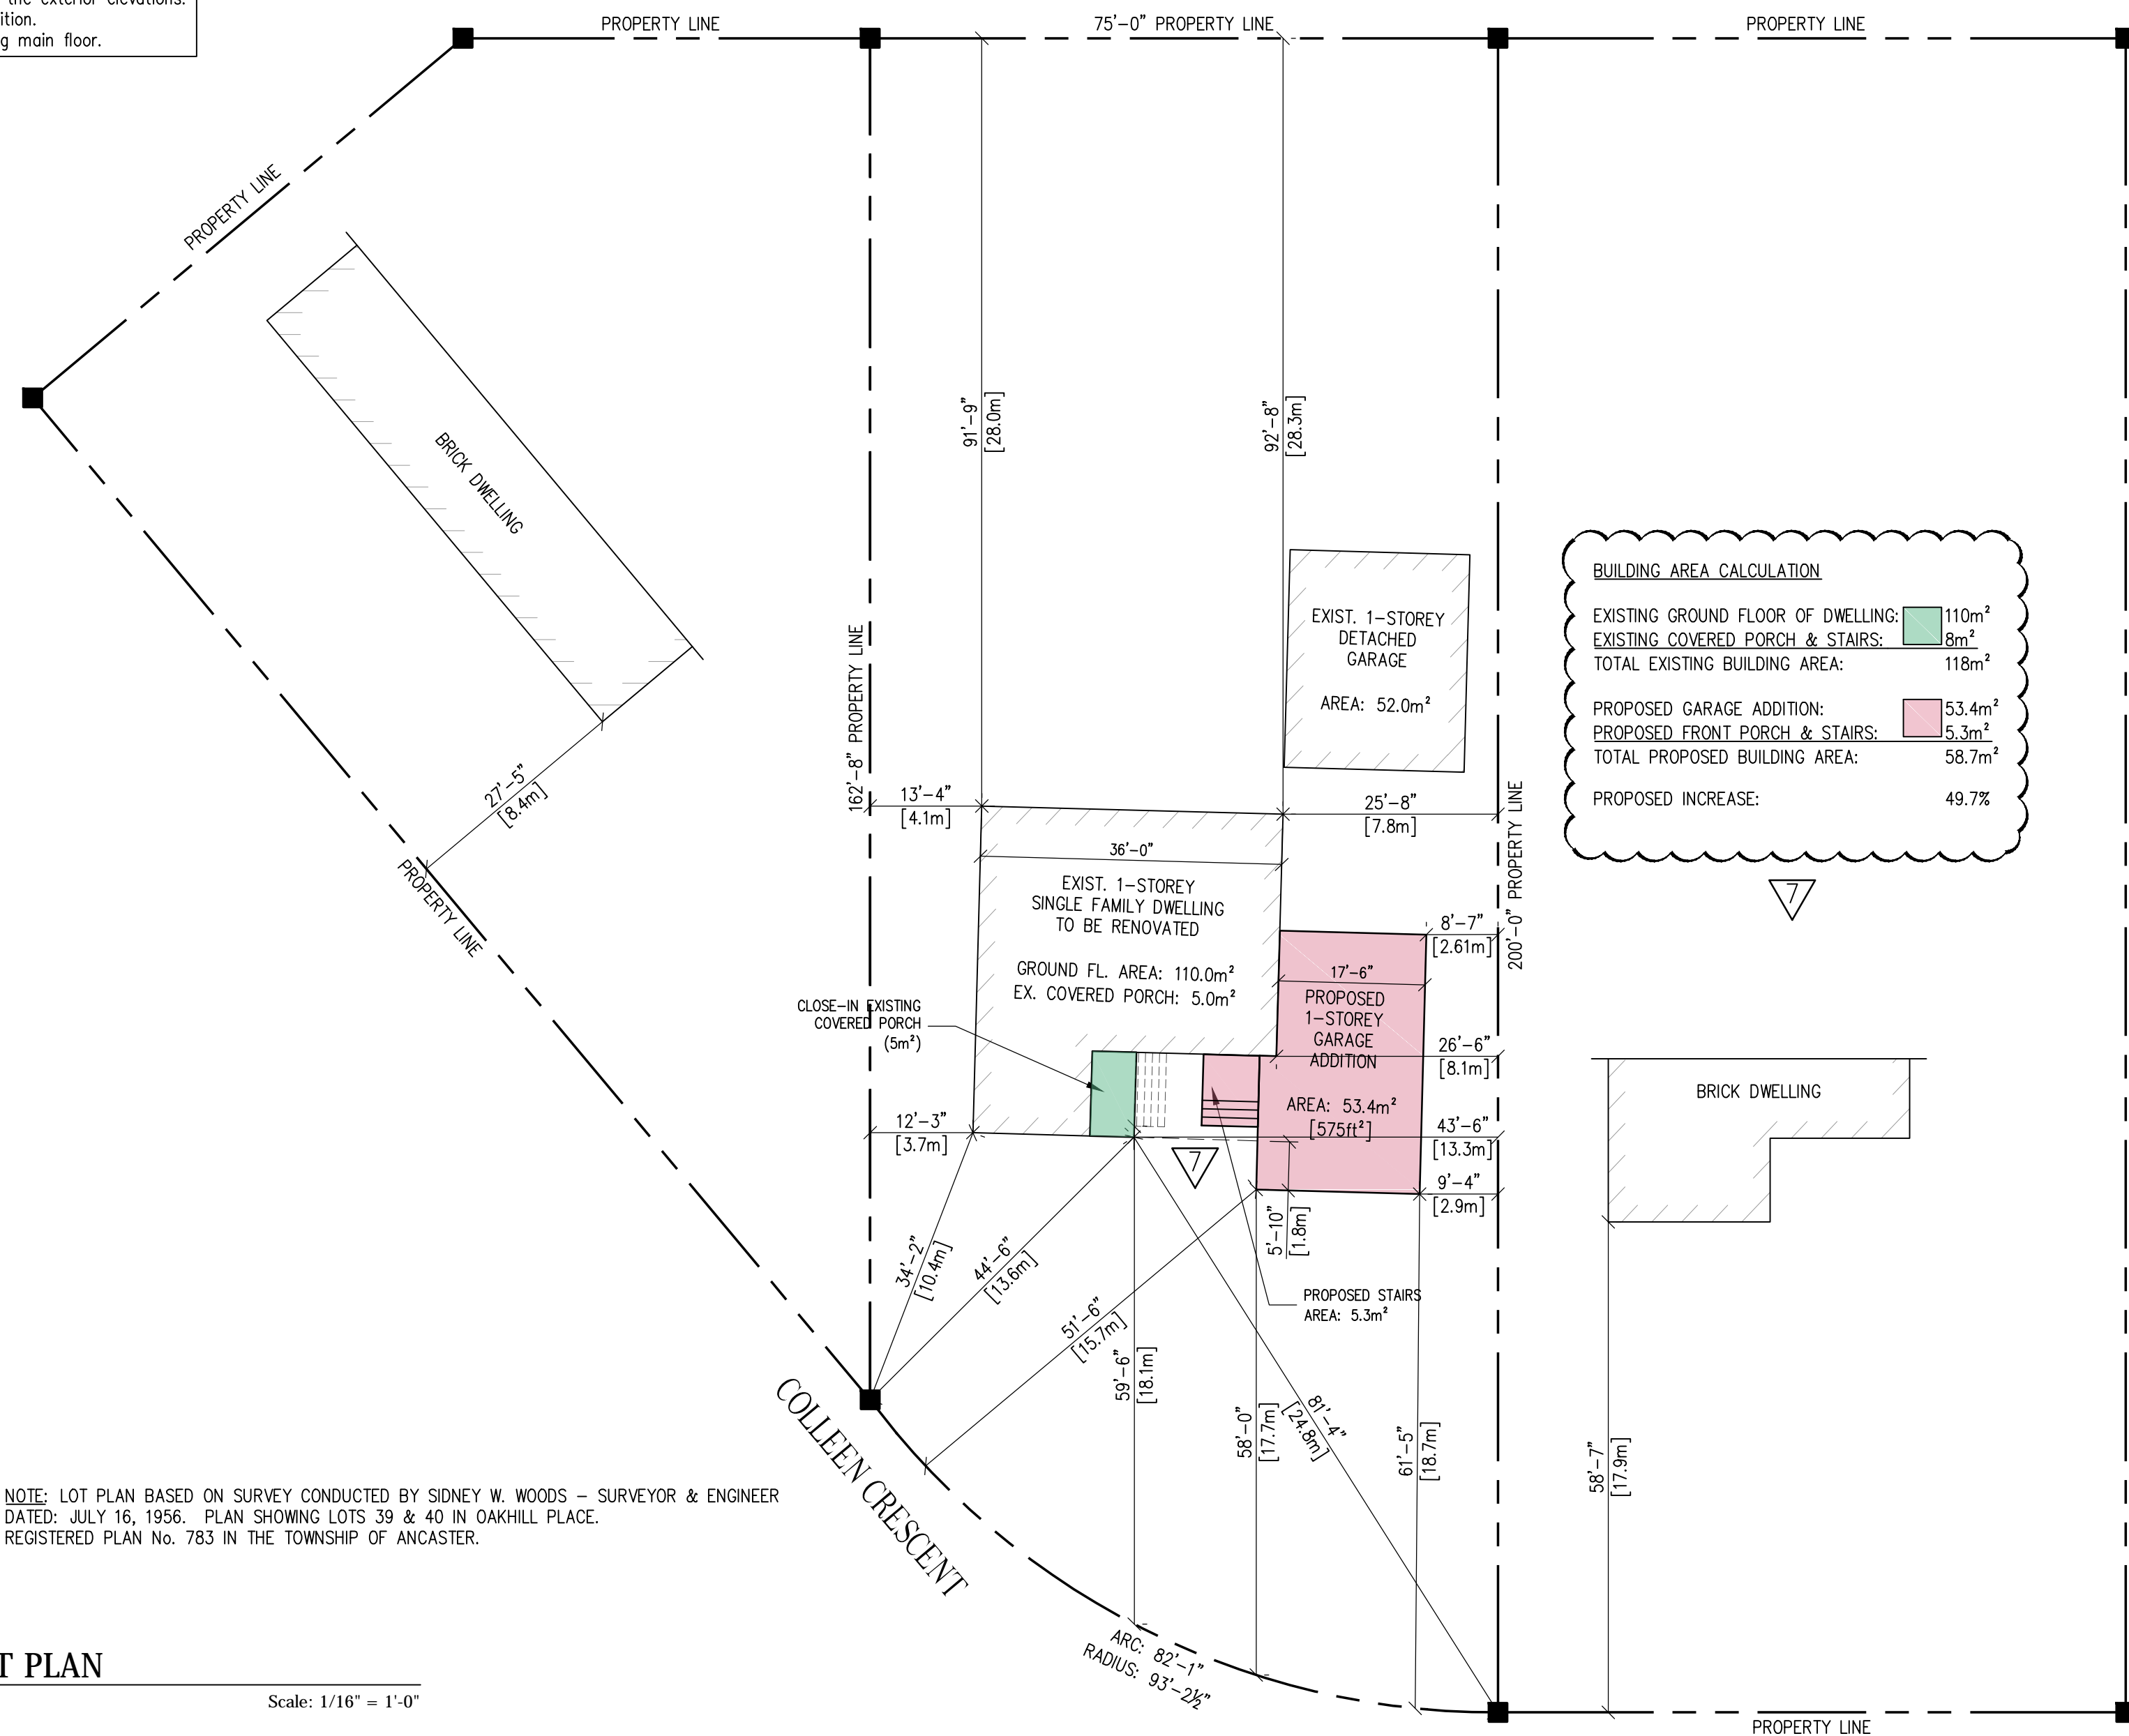 the exterior elevations.
ition.
g main floor.
PROPERTY LINE
75'-0" PROPERTY LINE
PROPERTY LINE
PROPERTY LINE
BRICK DWELLING
27'-5"
[8.4m]
PROPERTY LINE
162'-8" PROPERTY LINE
91'-9"
[28.0m]
92'-8"
[28.3m]
EXIST. 1-STOREY
DETACHED
GARAGE
AREA: 52.0m²
BUILDING AREA CALCULATION
EXISTING GROUND FLOOR OF DWELLING: 110m²
EXISTING COVERED PORCH & STAIRS: 8m²
TOTAL EXISTING BUILDING AREA: 118m²
PROPOSED GARAGE ADDITION: 53.4m²
PROPOSED FRONT PORCH & STAIRS: 5.3m²
TOTAL PROPOSED BUILDING AREA: 58.7m²
PROPOSED INCREASE: 49.7%
7
13'-4"
[4.1m]
25'-8"
[7.8m]
200'-0" PROPERTY LINE
36'-0"
EXIST. 1-STOREY
SINGLE FAMILY DWELLING
TO BE RENOVATED
GROUND FL. AREA: 110.0m²
EX. COVERED PORCH: 5.0m²
8'-7"
[2.61m]
17'-6"
PROPOSED
1-STOREY
GARAGE
ADDITION
AREA: 53.4m²
[575ft²]
CLOSE-IN EXISTING
COVERED PORCH
(5m²)
26'-6"
[8.1m]
43'-6"
[13.3m]
9'-4"
[2.9m]
12'-3"
[3.7m]
7
5'-10"
[1.8m]
BRICK DWELLING
34'-2"
[10.4m]
44'-6"
[13.6m]
51'-6"
[15.7m]
59'-6"
[18.1m]
58'-0"
[17.7m]
81'-4"
[24.8m]
61'-5"
[18.7m]
58'-7"
[17.9m]
PROPOSED STAIRS
AREA: 5.3m²
COLLEEN CRESCENT
ARC: 82'-1"
RADIUS: 93'-2½"
NOTE: LOT PLAN BASED ON SURVEY CONDUCTED BY SIDNEY W. WOODS - SURVEYOR & ENGINEER
DATED: JULY 16, 1956. PLAN SHOWING LOTS 39 & 40 IN OAKHILL PLACE.
REGISTERED PLAN No. 783 IN THE TOWNSHIP OF ANCASTER.
T PLAN
Scale: 1/16" = 1'-0"
PROPERTY LINE